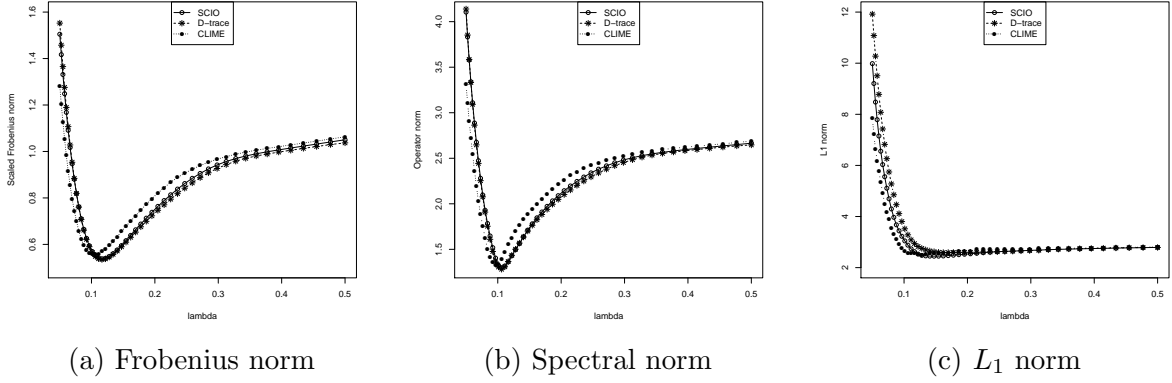 SCIO
D-trace
CLIME
Scaled Frobenius norm
1.6
1.4
1.2
1.0
0.8
0.6
0.1 0.2 0.3 0.4 0.5
lambda
(a) Frobenius norm
SCIO
D-trace
CLIME
Operator norm
4.0
3.5
3.0
2.5
2.0
1.5
0.1 0.2 0.3 0.4 0.5
lambda
(b) Spectral norm
SCIO
D-trace
CLIME
L1 norm
12
10
8
6
4
2
0.1 0.2 0.3 0.4 0.5
lambda
(c) L₁ norm